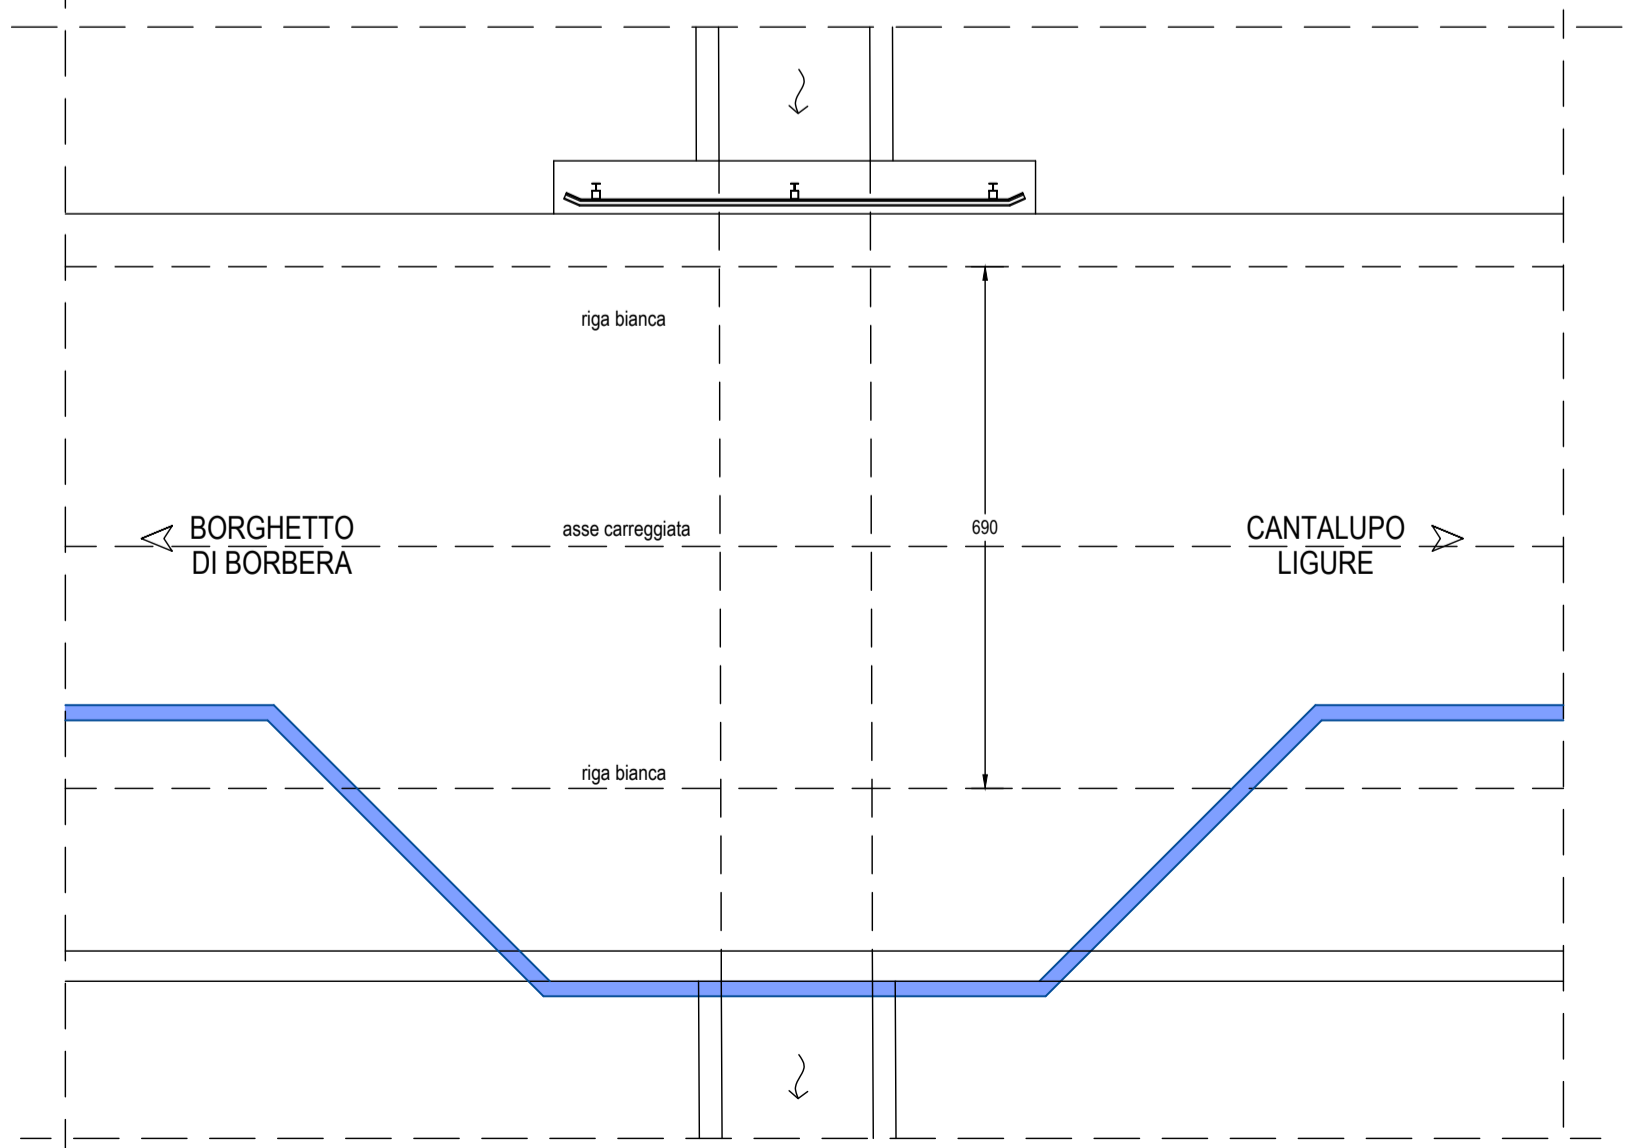 riga bianca
BORGHETTO
DI BORBERA
asse carreggiata
690
CANTALUPO
LIGURE
riga bianca